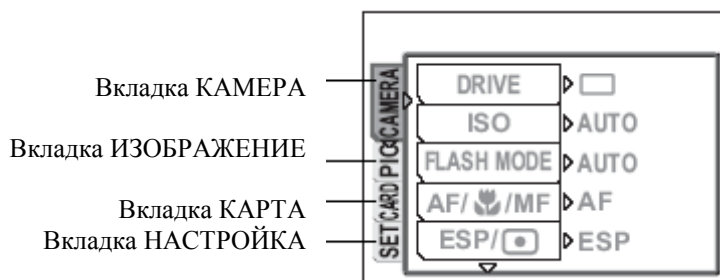 Вкладка КАМЕРА
Вкладка ИЗОБРАЖЕНИЕ
Вкладка КАРТА
Вкладка НАСТРОЙКА
CAMERA
PIC
CARD
SET
DRIVE
ISO AUTO
FLASH MODE AUTO
AF/ /MF AF
ESP/ ESP